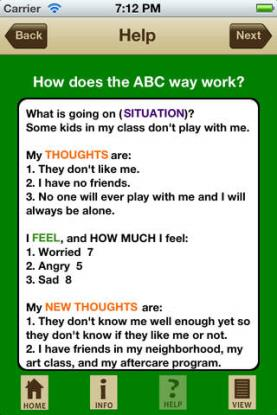 Carrier 7:12 PM
Back Help Next
How does the ABC way work?
What is going on (SITUATION)?
Some kids in my class don't play with me.
My THOUGHTS are:
1. They don't like me.
2. I have no friends.
3. No one will ever play with me and I will
always be alone.
I FEEL, and HOW MUCH I feel:
1. Worried 7
2. Angry 5
3. Sad 8
My NEW THOUGHTS are:
1. They don't know me well enough yet so
they don't know if they like me or not.
2. I have friends in my neighborhood, my
art class, and my aftercare program.
HOME INFO HELP VIEW